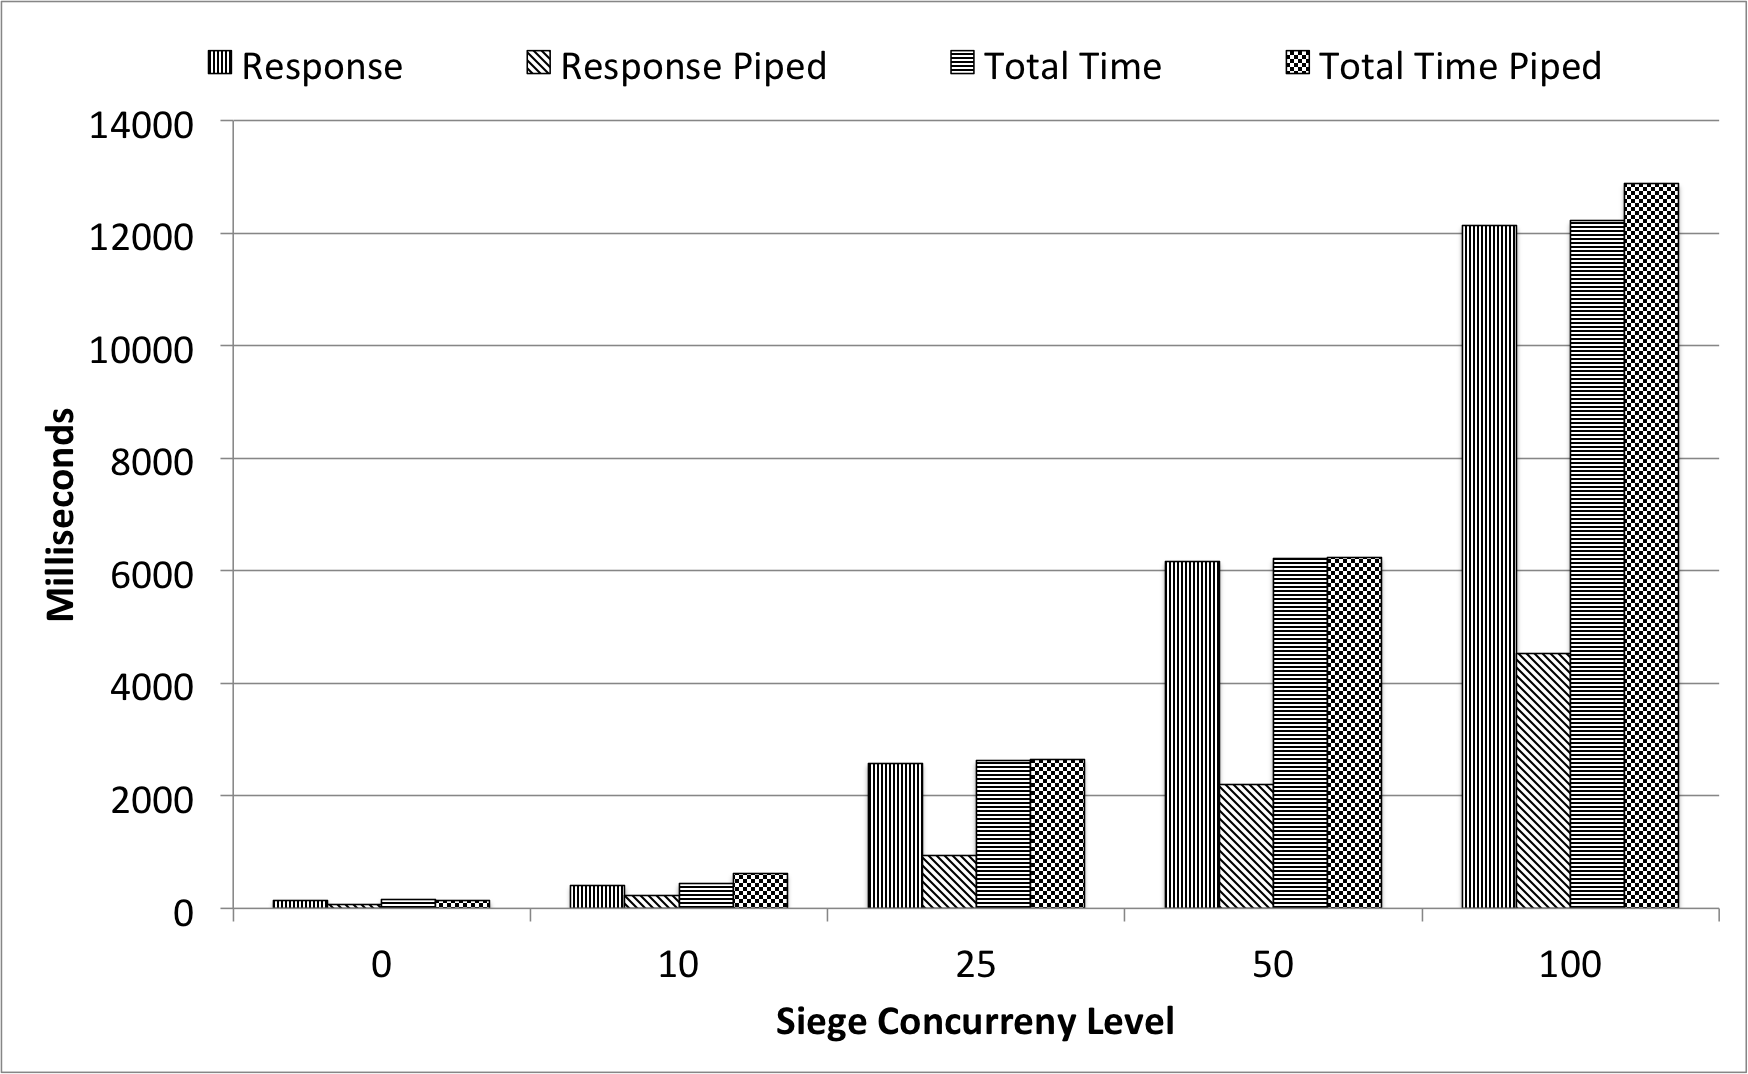 Response Response Piped Total Time Total Time Piped
14000
12000
10000
8000
6000
4000
2000
0
Milliseconds
0 10 25 50 100
Siege Concurreny Level